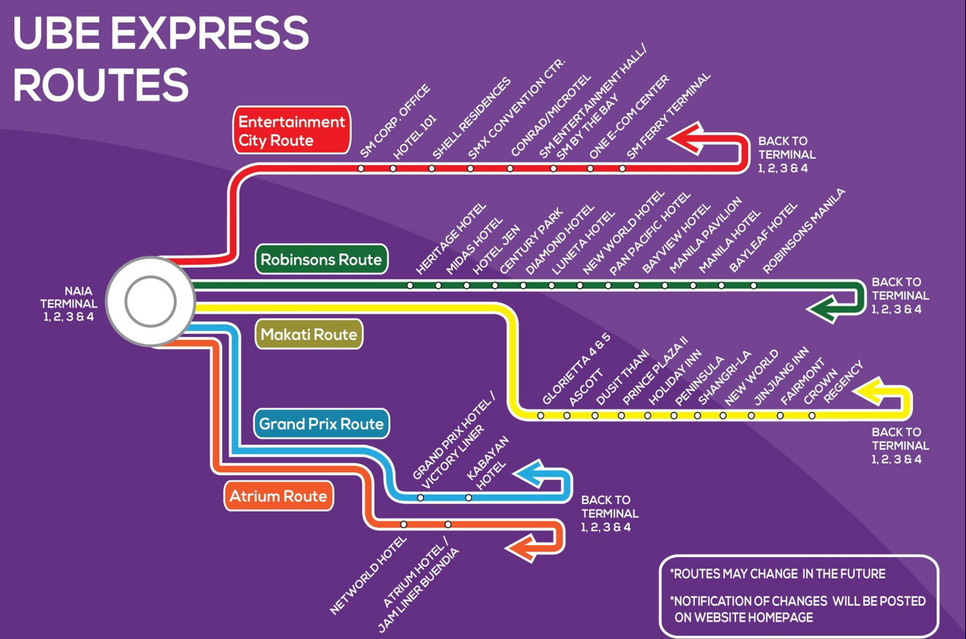 UBE EXPRESS
ROUTES
Entertainment
City Route
SM CORP. OFFICE
HOTEL 101
SHELL RESIDENCES
SMX CONVENTION CTR.
CONRAD/MICROTEL
SM ENTERTAINMENT HALL/
SM BY THE BAY
ONE E-COM CENTER
SM FERRY TERMINAL
BACK TO
TERMINAL
1, 2, 3 & 4
Robinsons Route
HERITAGE HOTEL
MIDAS HOTEL
HOTEL JEN
CENTURY PARK
DIAMOND HOTEL
LUNETA HOTEL
NEW WORLD HOTEL
PAN PACIFIC HOTEL
BAYVIEW HOTEL
MANILA PAVILION
MANILA HOTEL
BAYLEAF HOTEL
ROBINSONS MANILA
BACK TO
TERMINAL
1, 2, 3 & 4
NAIA
TERMINAL
1, 2, 3 & 4
Makati Route
GLORIETTA 4 & 5
ASCOTT
DUSIT THANI
PRINCE PLAZA II
HOLIDAY INN
PENINSULA
SHANGRI-LA
NEW WORLD
JINJIANG INN
FAIRMONT
CROWN
REGENCY
BACK TO
TERMINAL
1, 2, 3 & 4
Grand Prix Route
GRAND PRIX HOTEL /
VICTORY LINER
KABAYAN
HOTEL
Atrium Route
NETWORLD HOTEL
ATRIUM HOTEL /
JAM LINER BUENDIA
BACK TO
TERMINAL
1, 2, 3 & 4
*ROUTES MAY CHANGE IN THE FUTURE
*NOTIFICATION OF CHANGES WILL BE POSTED
ON WEBSITE HOMEPAGE